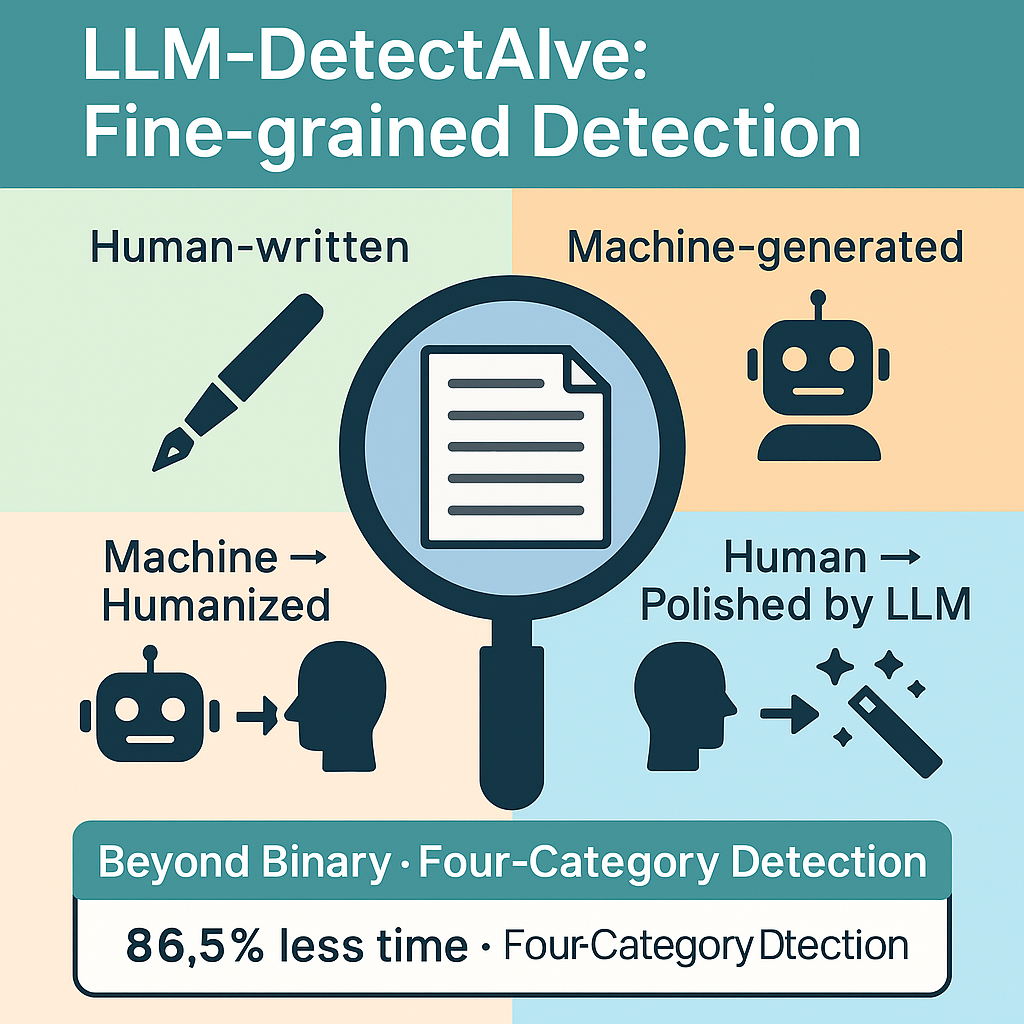 LLM-DetectAIve:
Fine-grained Detection
Human-written
Machine-generated
Machine →
Humanized
Human →
Polished by LLM
Beyond Binary · Four-Category Detection
86,5% less time · Four-Category Dtection